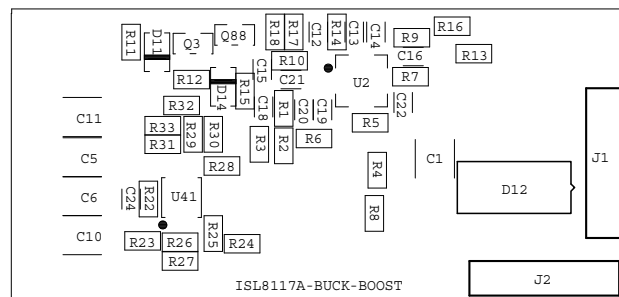 R11
D11
Q3
Q88
R18
R17
C12
R14
C13
C14
R9
R16
C16
R13
R10
C15
C21
U2
R7
R12
D14
R15
R32
C18
R1
C20
C19
C22
C11
R33
R29
R30
R5
R31
R3
R2
R6
C5
R28
R4
C1
J1
C6
C24
R22
U41
D12
R8
C10
R23
R26
R25
R24
R27
ISL8117A-BUCK-BOOST
J2